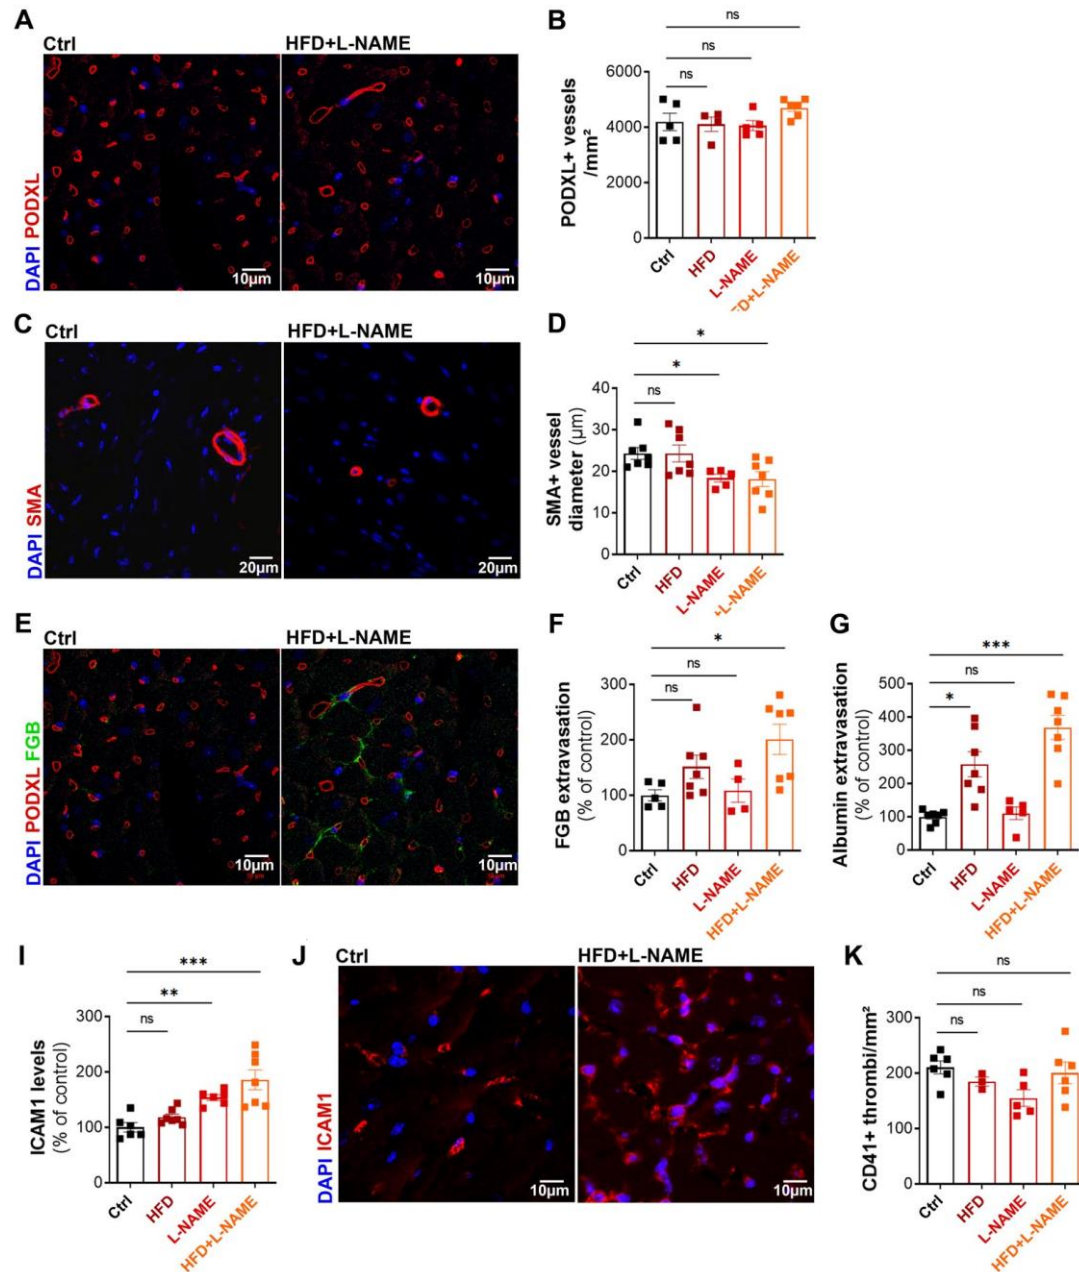 A
Ctrl
HFD+L-NAME
DAPI PODXL
10µm
10µm
B
ns
ns
ns
PODXL+ vessels
/mm²
6000
4000
2000
0
Ctrl
HFD
L-NAME
FD+L-NAME
C
Ctrl
HFD+L-NAME
DAPI SMA
20µm
20µm
D
*
*
ns
SMA+ vessel
diameter (µm)
40
30
20
10
0
Ctrl
HFD
L-NAME
+L-NAME
E
Ctrl
HFD+L-NAME
DAPI PODXL FGB
10µm
10µm
F
*
ns
ns
FGB extravasation
(% of control)
300
200
100
0
Ctrl
HFD
L-NAME
HFD+L-NAME
G
***
ns
*
Albumin extravasation
(% of control)
500
400
300
200
100
0
Ctrl
HFD
L-NAME
HFD+L-NAME
I
***
**
ns
ICAM1 levels
(% of control)
300
200
100
0
Ctrl
HFD
L-NAME
HFD+L-NAME
J
Ctrl
HFD+L-NAME
DAPI ICAM1
10µm
10µm
K
ns
ns
ns
CD41+ thrombi/mm²
300
200
100
0
Ctrl
HFD
L-NAME
HFD+L-NAME